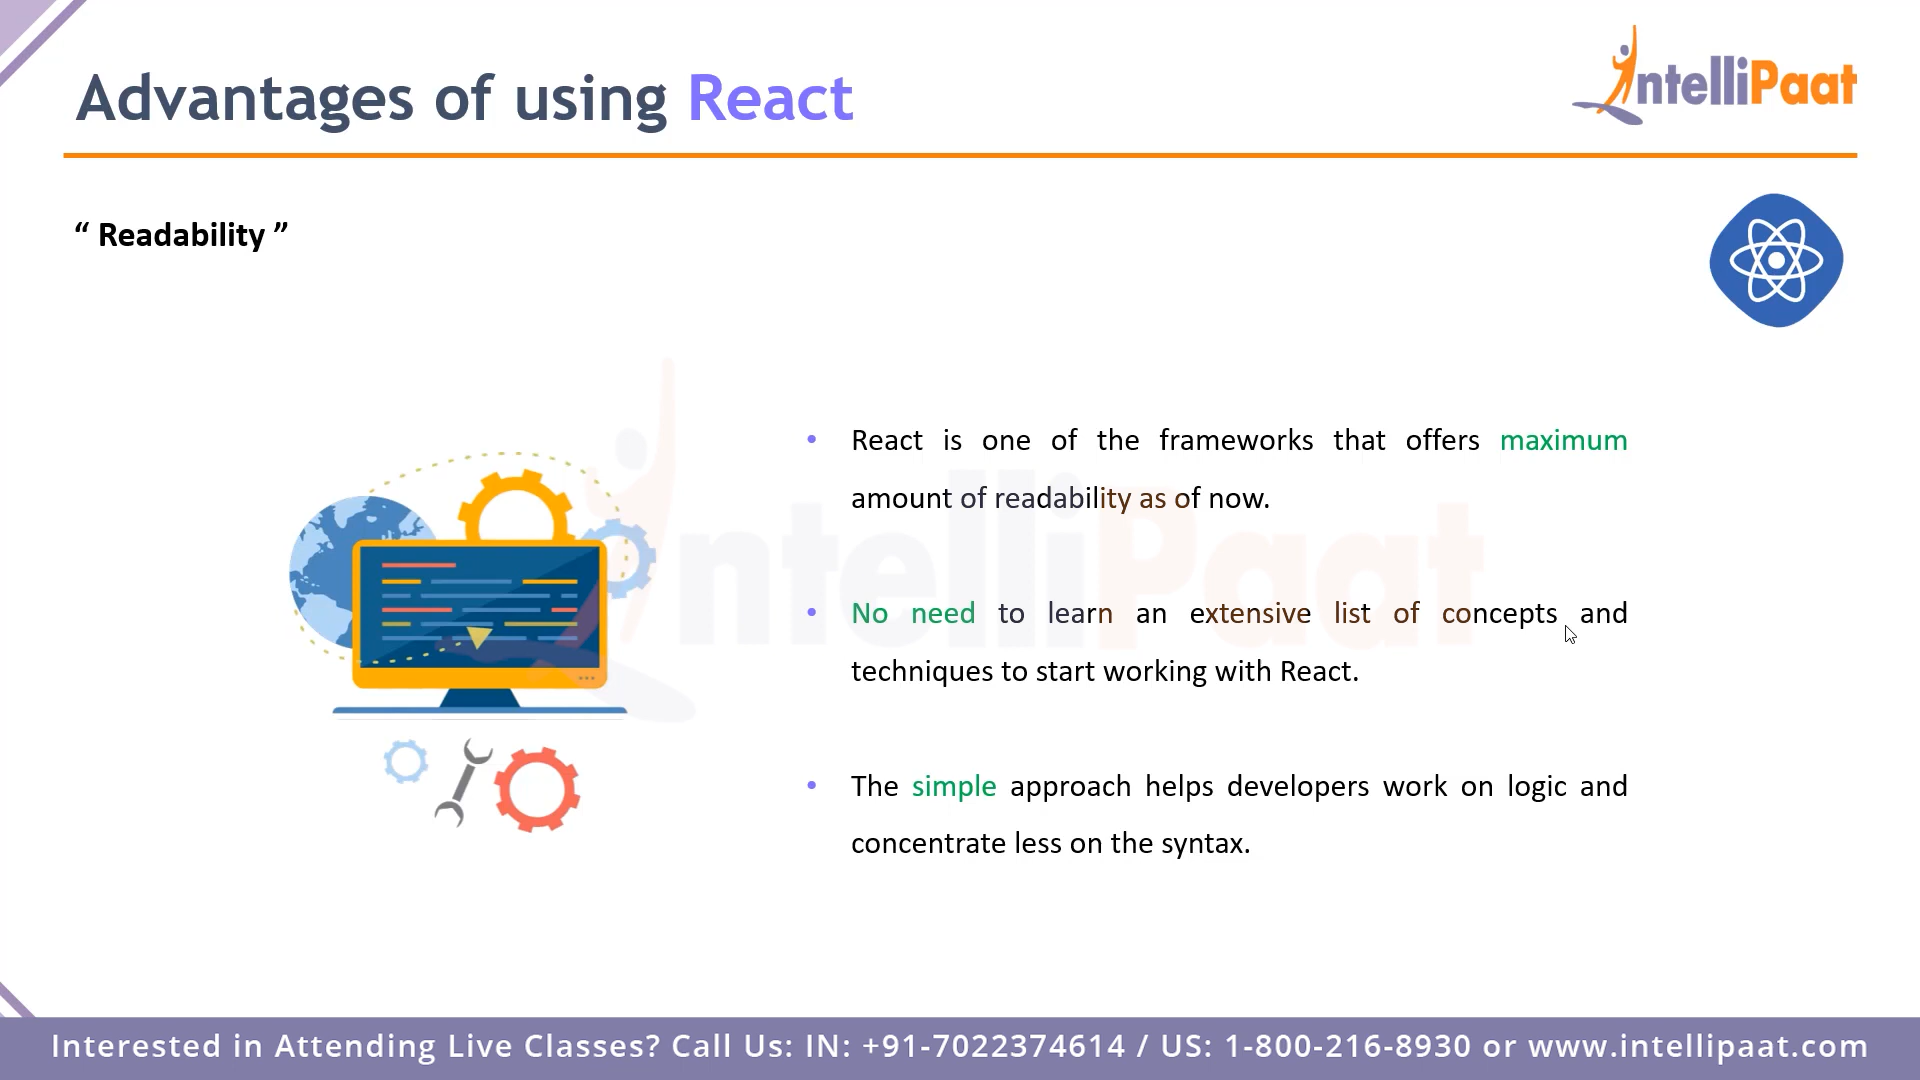 Advantages of using React
IntelliPaat
“ Readability ”
• React is one of the frameworks that offers maximum
amount of readability as of now.
• No need to learn an extensive list of concepts and
techniques to start working with React.
• The simple approach helps developers work on logic and
concentrate less on the syntax.
IntelliPaat
Interested in Attending Live Classes? Call Us: IN: +91-7022374614 / US: 1-800-216-8930 or www.intellipaat.com